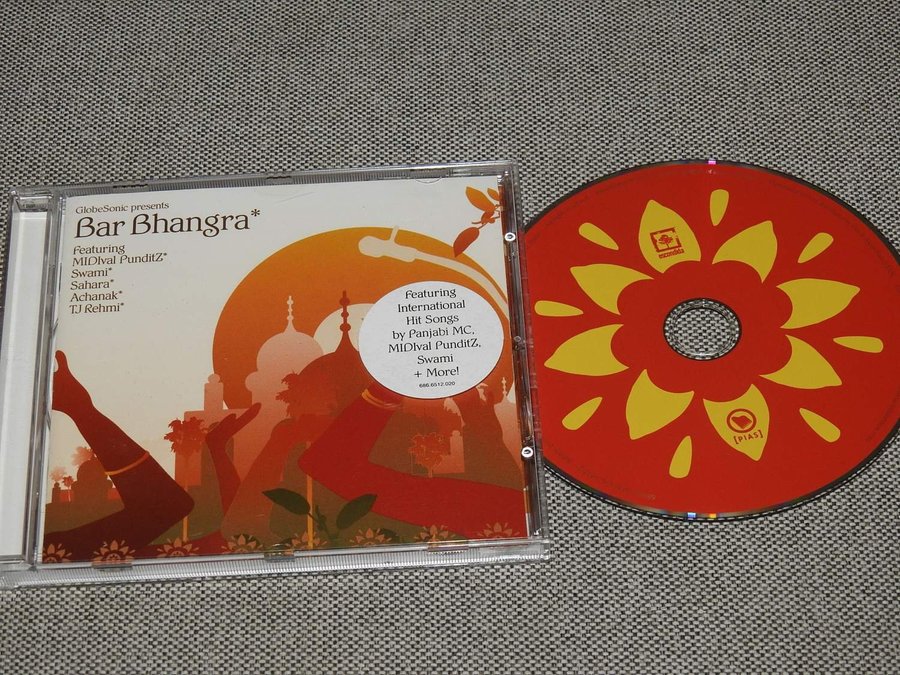 GlobeSonic presents
Bar Bhangra*
Featuring
MIDIval PunditZ*
Swami*
Sahara*
Achanak*
TJ Rehmi*
Featuring
International
Hit Songs
by Panjabi MC,
MIDIval PunditZ,
Swami
+ More!
686.6512.020
escondida
[PIAS]